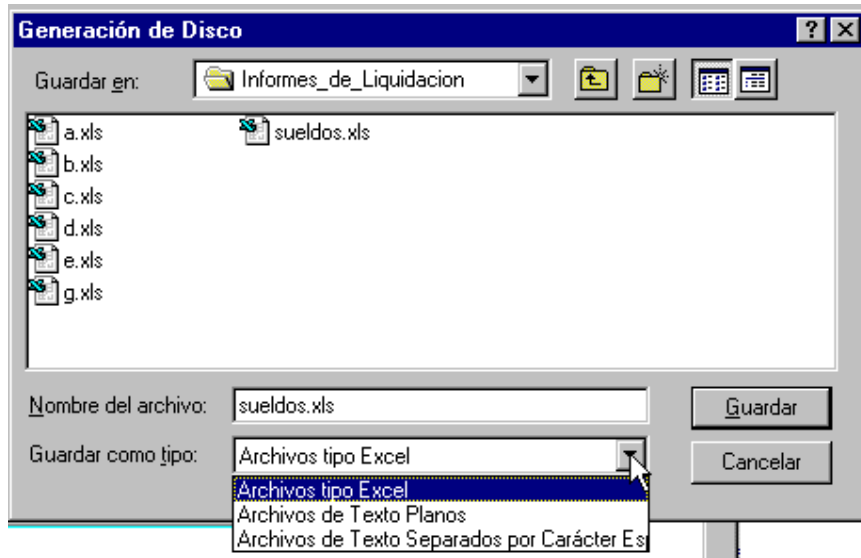 Generación de Disco
Guardar en: Informes_de_Liquidacion
a.xls sueldos.xls
b.xls
c.xls
d.xls
e.xls
g.xls
Nombre del archivo: sueldos.xls Guardar
Guardar como tipo: Archivos tipo Excel Cancelar
Archivos tipo Excel
Archivos de Texto Planos
Archivos de Texto Separados por Carácter Es